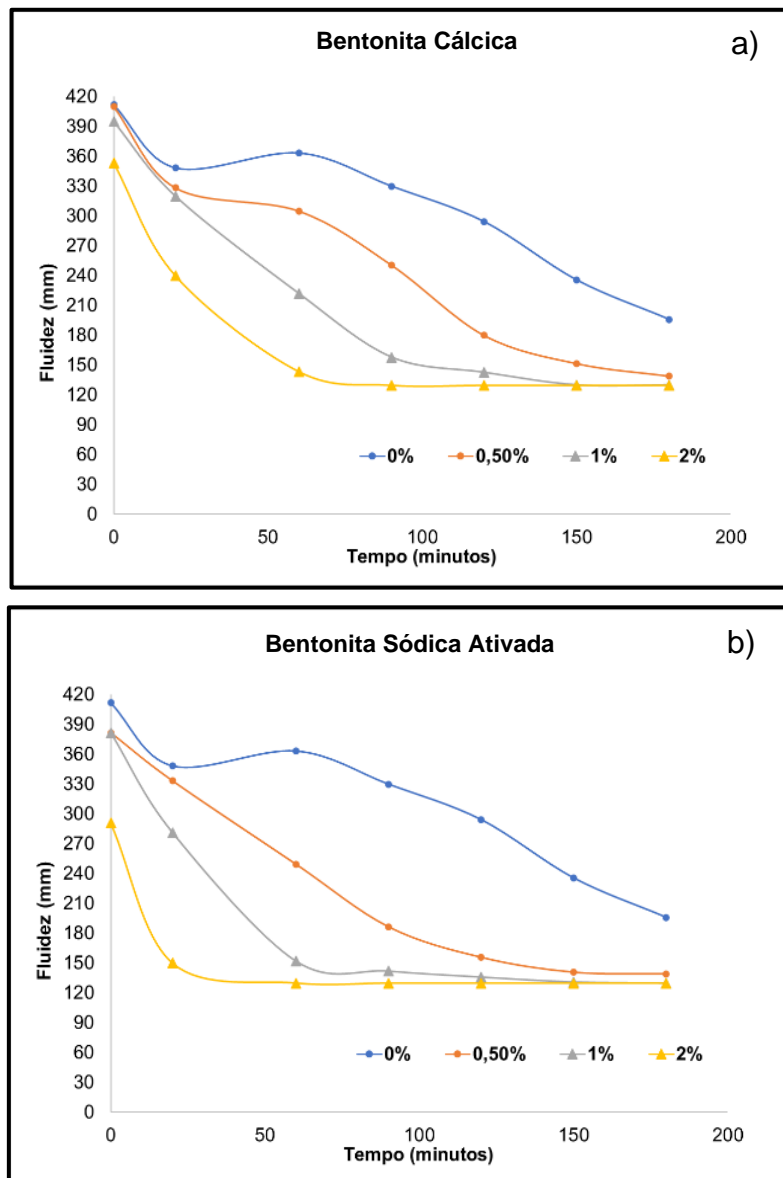 Bentonita Cálcica
a)
420
390
360
330
300
270
240
210
180
150
120
90
60
30
0
Fluidez (mm)
0% 0,50% 1% 2%
0 50 100 150 200
Tempo (minutos)
Bentonita Sódica Ativada
b)
420
390
360
330
300
270
240
210
180
150
120
90
60
30
0
Fluidez (mm)
0% 0,50% 1% 2%
0 50 100 150 200
Tempo (minutos)